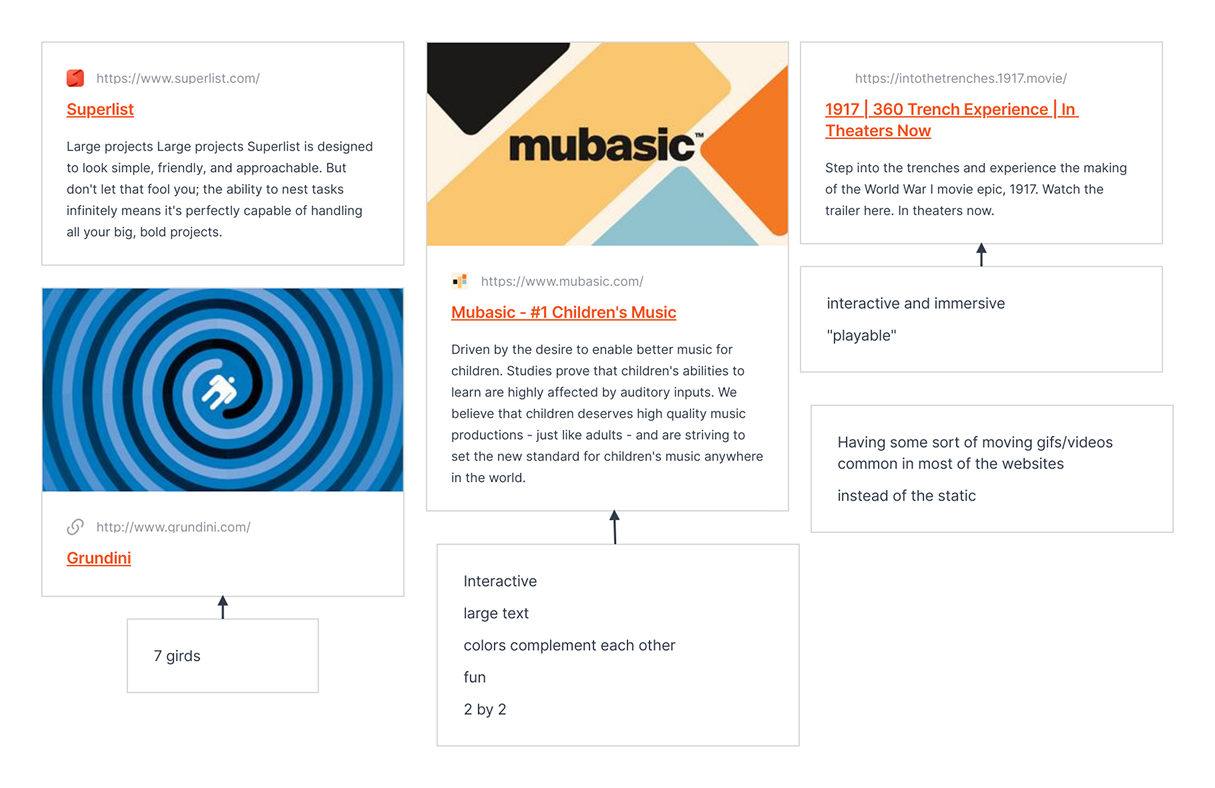 https://www.superlist.com/
Superlist
Large projects Large projects Superlist is designed
to look simple, friendly, and approachable. But
don't let that fool you; the ability to nest tasks
infinitely means it's perfectly capable of handling
all your big, bold projects.
http://www.grundini.com/
Grundini
7 girds
mubasic™
https://www.mubasic.com/
Mubasic - #1 Children's Music
Driven by the desire to enable better music for
children. Studies prove that children's abilities to
learn are highly affected by auditory inputs. We
believe that children deserves high quality music
productions - just like adults - and are striving to
set the new standard for children's music anywhere
in the world.
Interactive
large text
colors complement each other
fun
2 by 2
https://intothetrenches.1917.movie/
1917 | 360 Trench Experience | In
Theaters Now
Step into the trenches and experience the making
of the World War I movie epic, 1917. Watch the
trailer here. In theaters now.
interactive and immersive
"playable"
Having some sort of moving gifs/videos
common in most of the websites
instead of the static